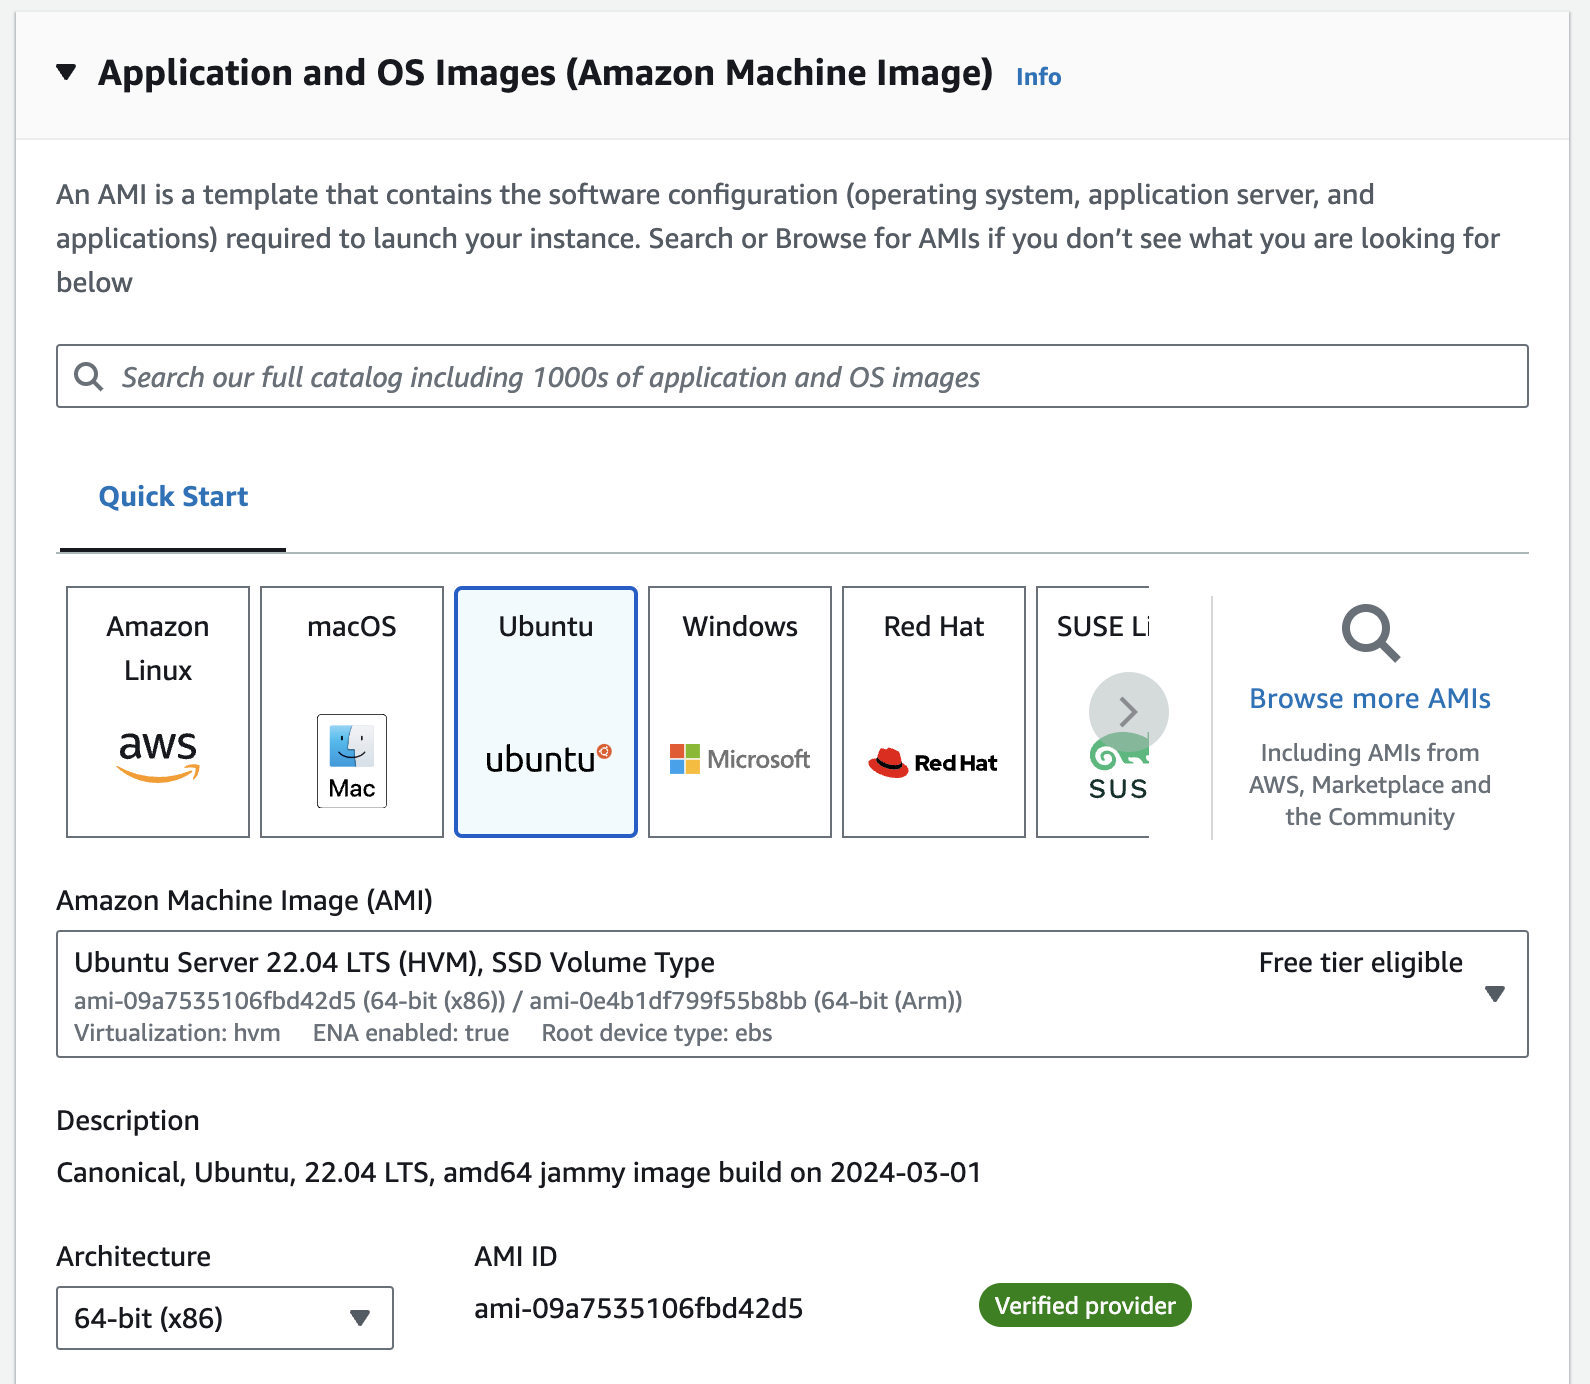 Application and OS Images (Amazon Machine Image) Info
An AMI is a template that contains the software configuration (operating system, application server, and
applications) required to launch your instance. Search or Browse for AMIs if you don’t see what you are looking for
below
Search our full catalog including 1000s of application and OS images
Quick Start
Amazon
Linux
aws
macOS
Mac
Ubuntu
ubuntu
Windows
Microsoft
Red Hat
Red Hat
SUSE Li
SUS
Browse more AMIs
Including AMIs from
AWS, Marketplace and
the Community
Amazon Machine Image (AMI)
Ubuntu Server 22.04 LTS (HVM), SSD Volume Type Free tier eligible
ami-09a7535106fbd42d5 (64-bit (x86)) / ami-0e4b1df799f55b8bb (64-bit (Arm))
Virtualization: hvm ENA enabled: true Root device type: ebs
Description
Canonical, Ubuntu, 22.04 LTS, amd64 jammy image build on 2024-03-01
Architecture AMI ID
64-bit (x86) ami-09a7535106fbd42d5 Verified provider